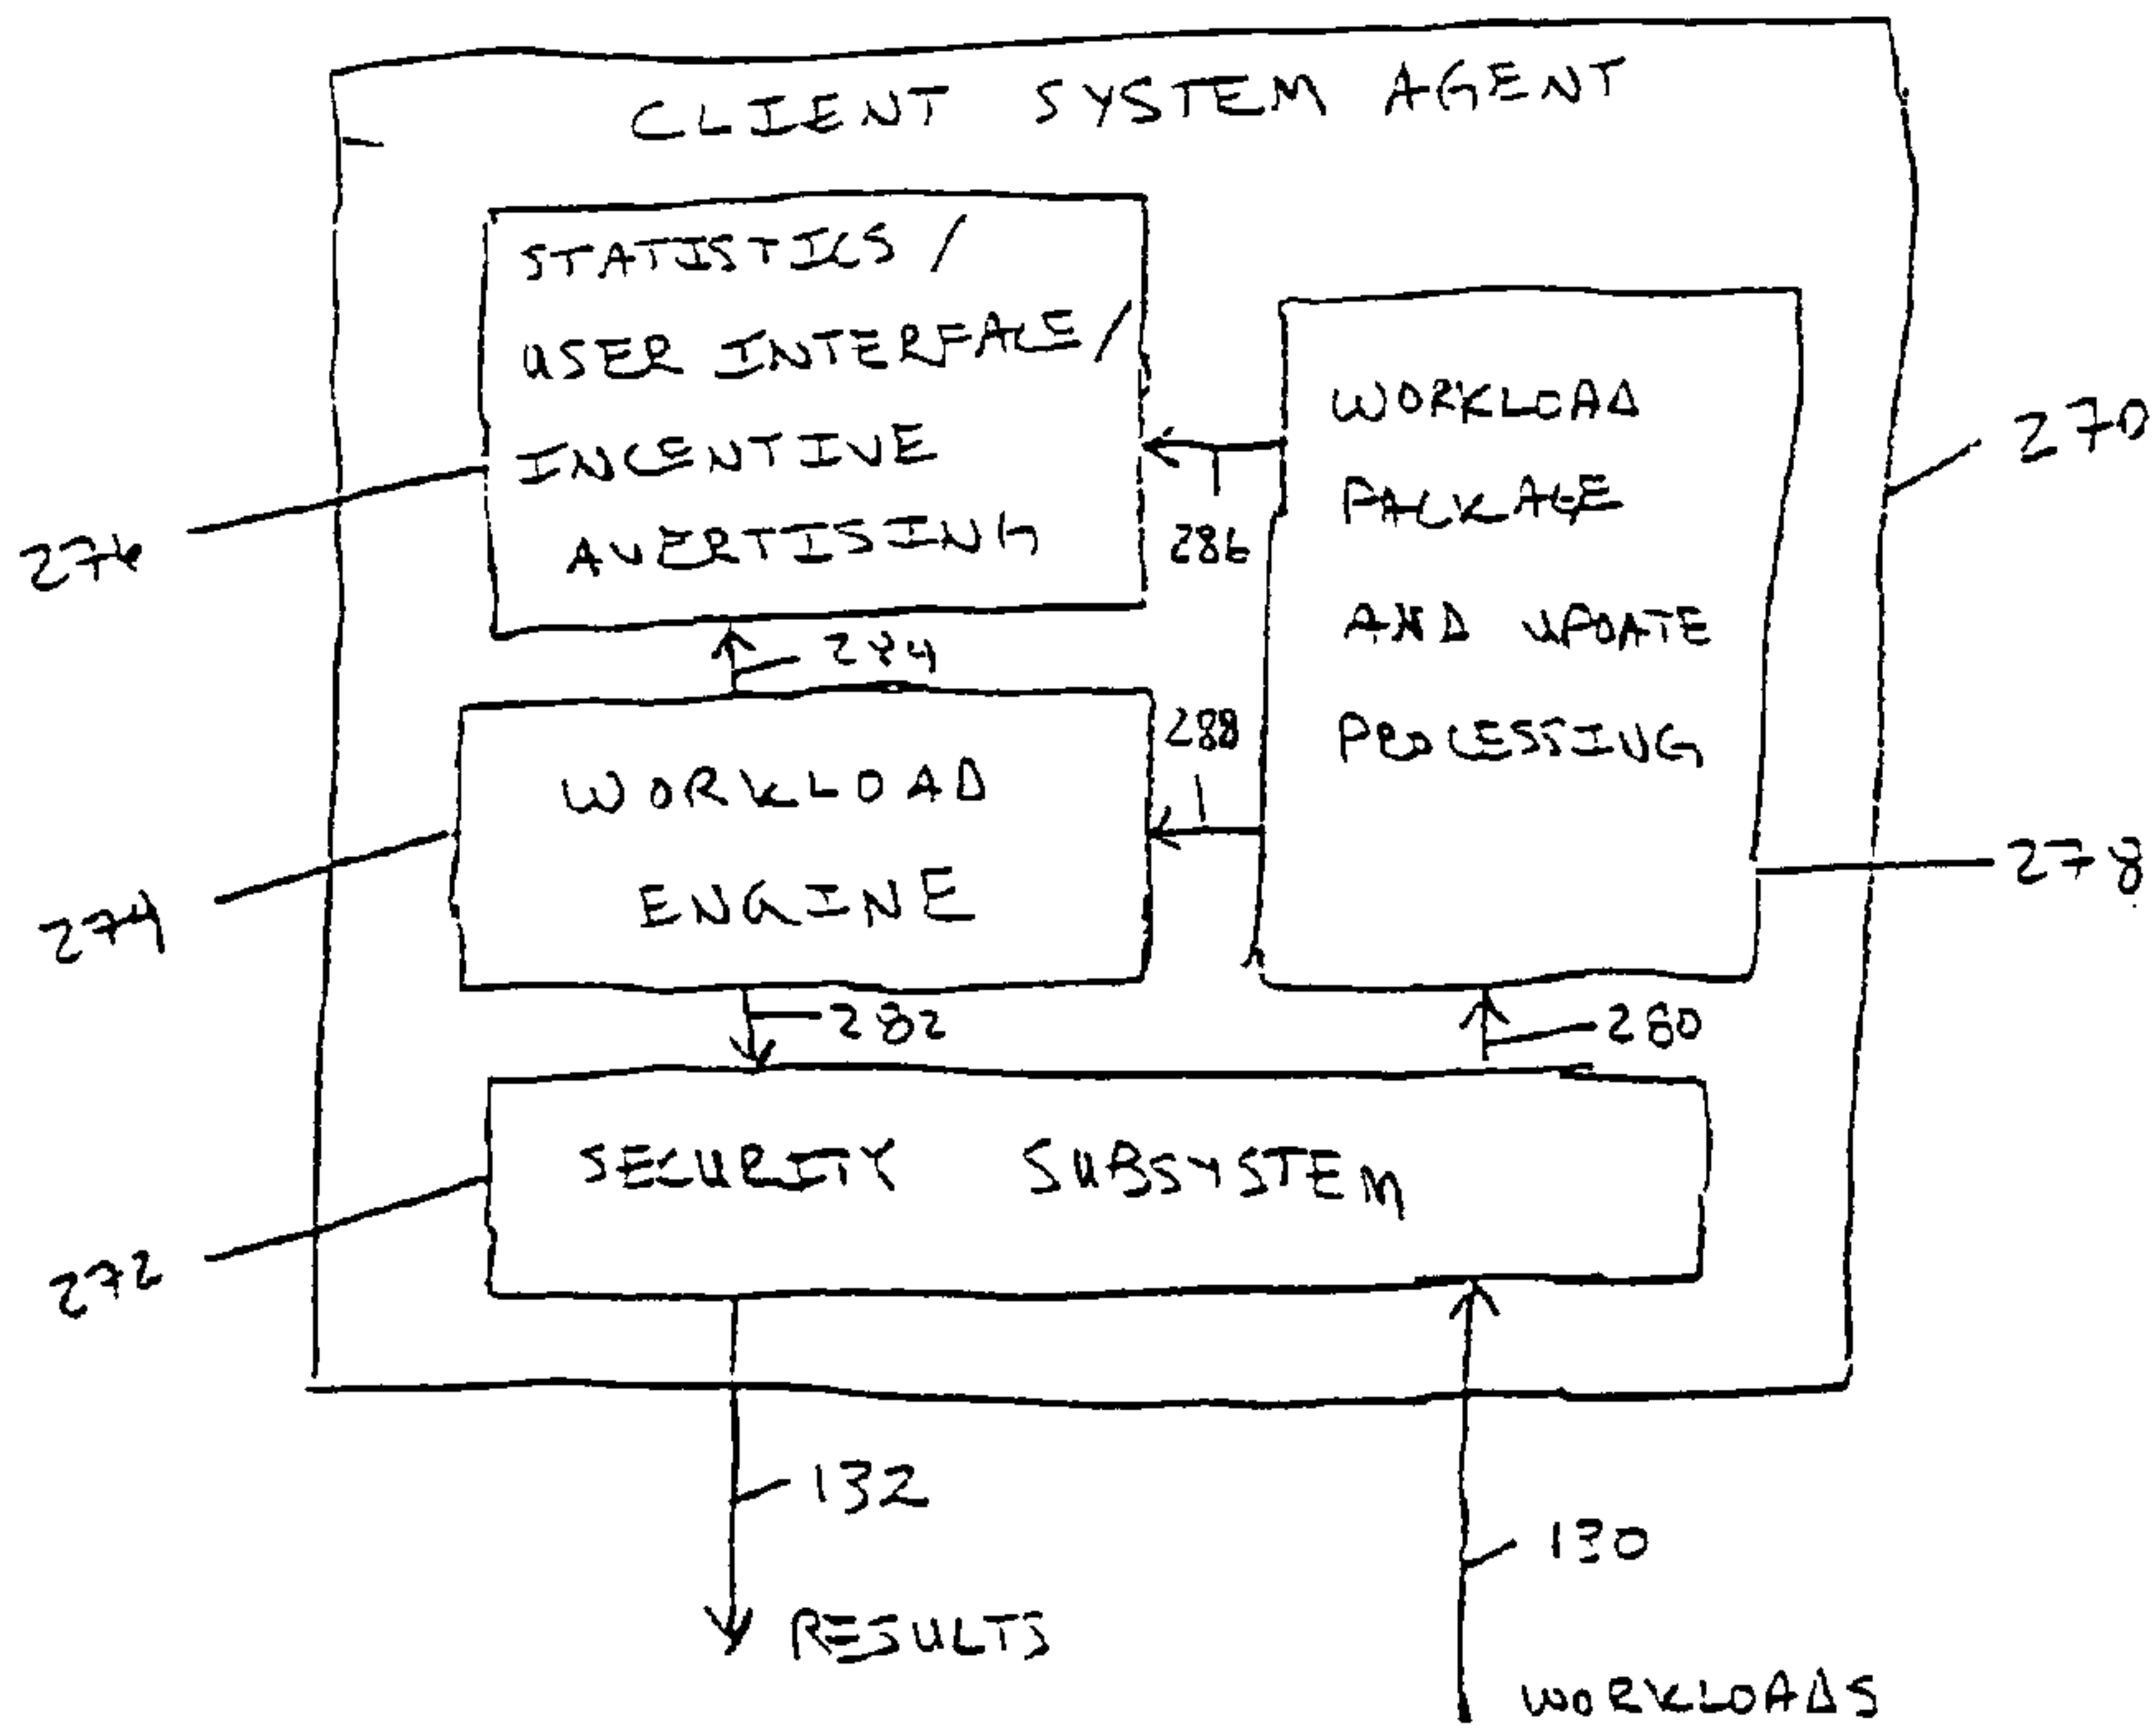 CLIENT SYSTEM AGENT
STATISTICS /
USER INTERFACE /
INCENTIVE
AVERTISING
276
286
WORKLOAD
PACKAGE
AND UPDATE
PROCESSING
270
284
288
WORKLOAD
ENGINE
274
278
282
280
SECURITY SUBSYSTEM
272
132
130
RESULTS
WORKLOADS